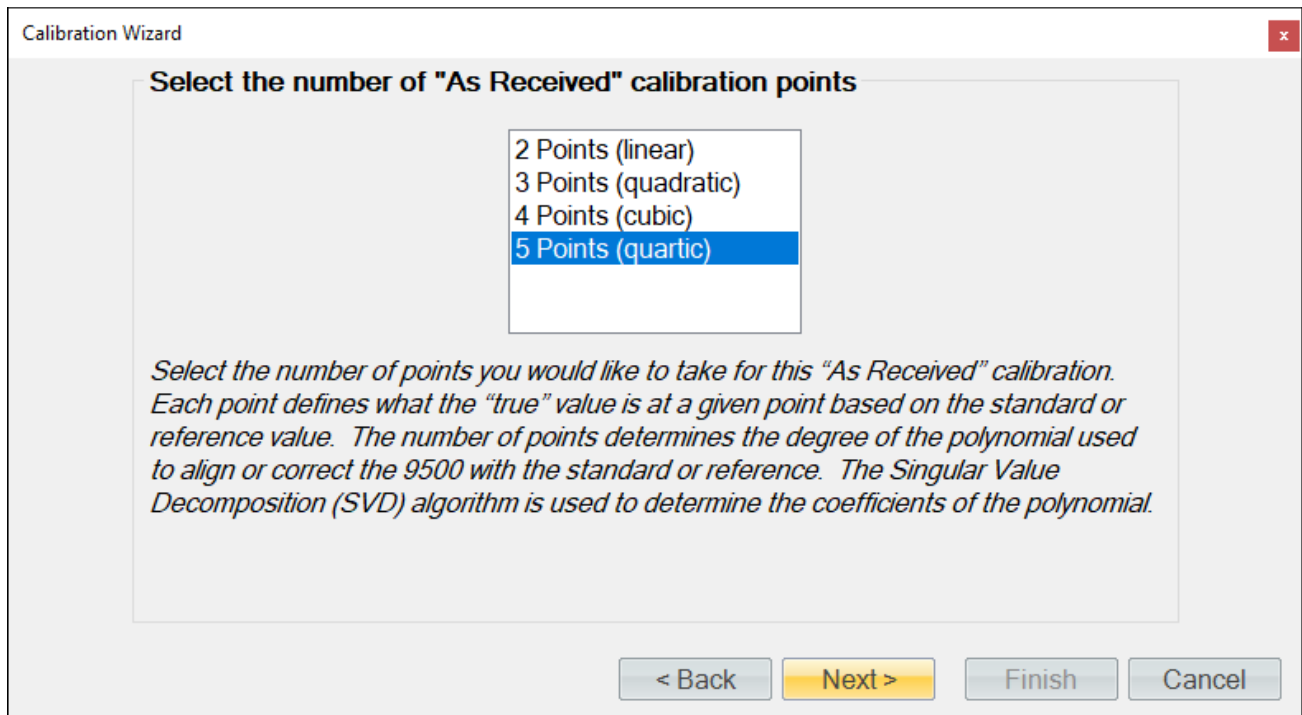 Calibration Wizard
x
Select the number of "As Received" calibration points
2 Points (linear)
3 Points (quadratic)
4 Points (cubic)
5 Points (quartic)
Select the number of points you would like to take for this “As Received” calibration.
Each point defines what the “true” value is at a given point based on the standard or
reference value.  The number of points determines the degree of the polynomial used
to align or correct the 9500 with the standard or reference.  The Singular Value
Decomposition (SVD) algorithm is used to determine the coefficients of the polynomial.
< Back
Next >
Finish
Cancel